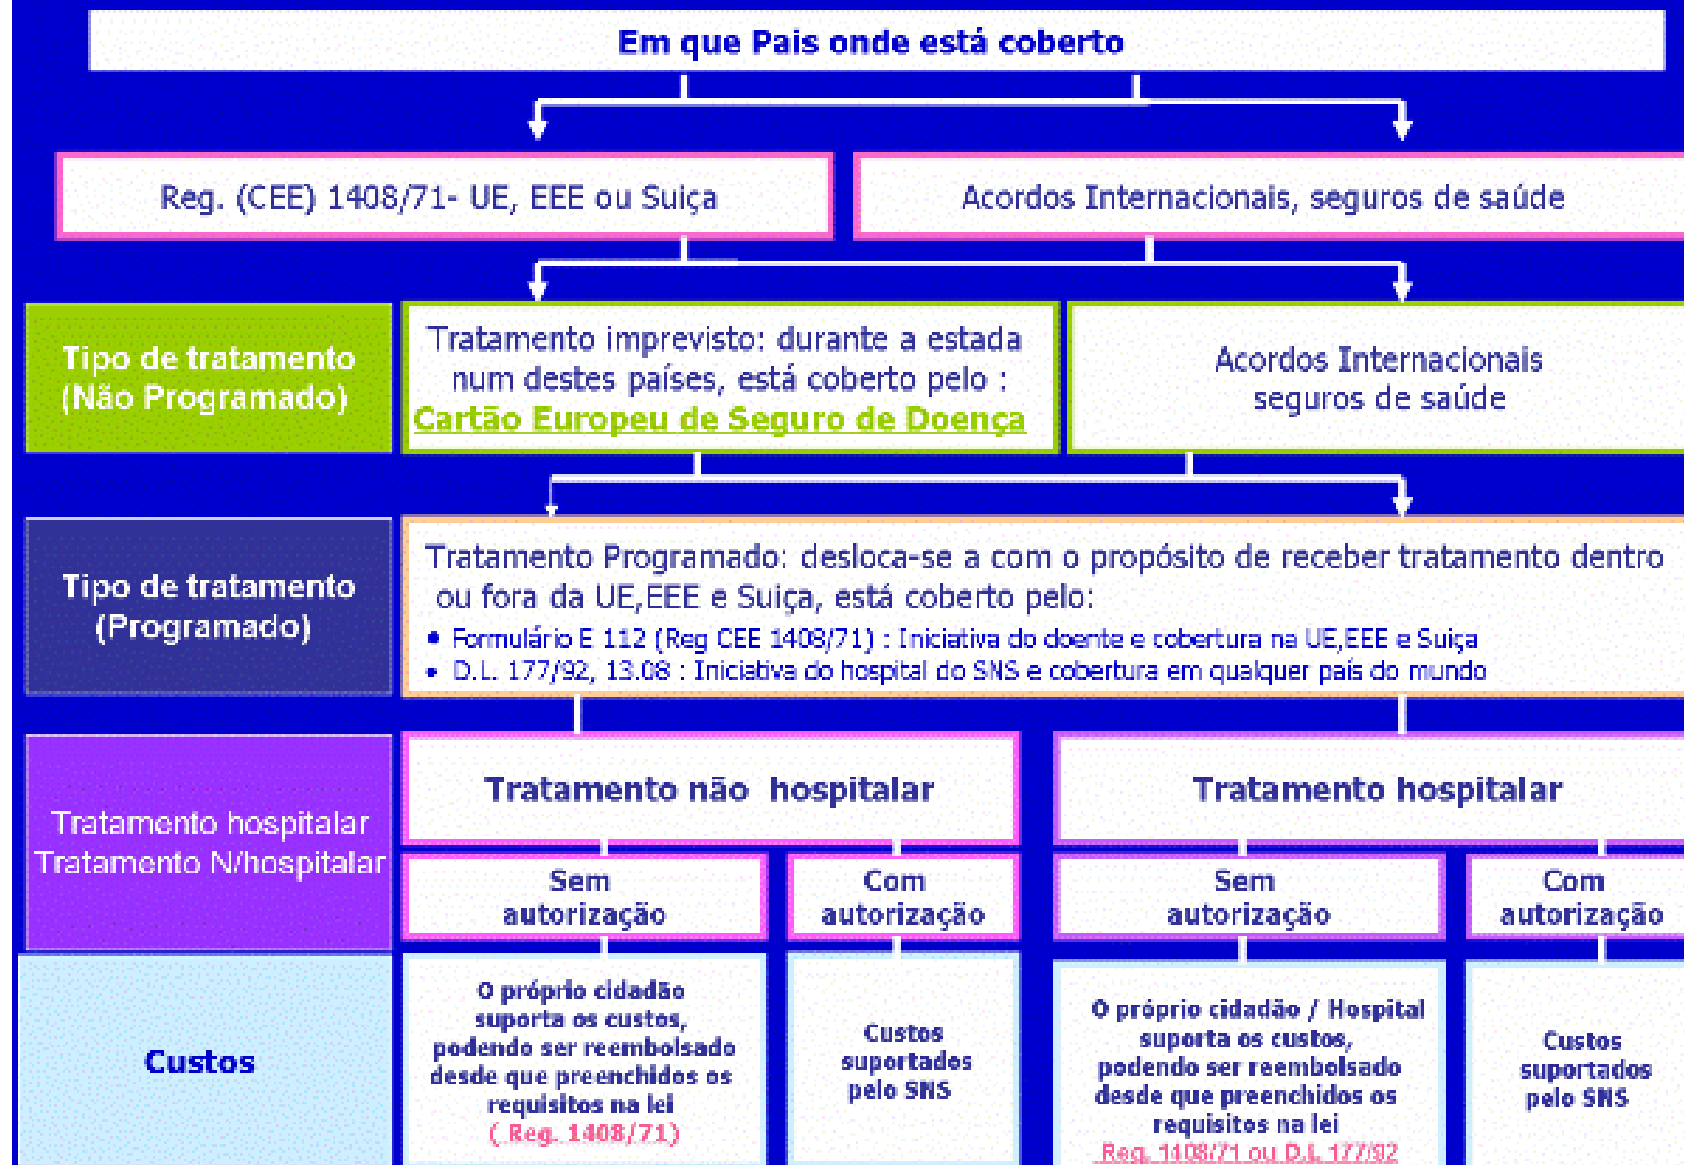 Em que Pais onde está coberto
Reg. (CEE) 1408/71- UE, EEE ou Suiça
Acordos Internacionais, seguros de saúde
Tipo de tratamento
(Não Programado)
Tratamento imprevisto: durante a estada
num destes países, está coberto pelo :
Cartão Europeu de Seguro de Doença
Acordos Internacionais
seguros de saúde
Tipo de tratamento
(Programado)
Tratamento Programado: desloca-se a com o propósito de receber tratamento dentro
ou fora da UE,EEE e Suiça, está coberto pelo:
• Formulário E 112 (Reg CEE 1408/71) : Iniciativa do doente e cobertura na UE,EEE e Suiça
• D.L. 177/92, 13.08 : Iniciativa do hospital do SNS e cobertura em qualquer país do mundo
Tratamento hospitalar
Tratamento N/hospitalar
Tratamento não hospitalar
Tratamento hospitalar
Sem
autorização
Com
autorização
Sem
autorização
Com
autorização
Custos
O próprio cidadão
suporta os custos,
podendo ser reembolsado
desde que preenchidos os
requisitos na lei
( Reg. 1408/71)
Custos
suportados
pelo SNS
O próprio cidadão / Hospital
suporta os custos,
podendo ser reembolsado
desde que preenchidos os
requisitos na lei
Reg. 1408/71 ou D.L 177/92
Custos
suportados
pelo SNS